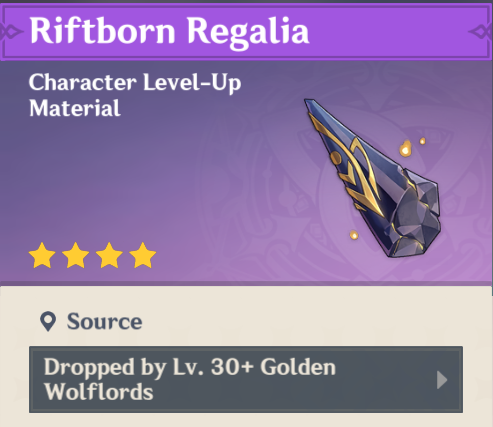 Riftborn Regalia
Character Level-Up
Material
Source
Dropped by Lv. 30+ Golden
Wolflords